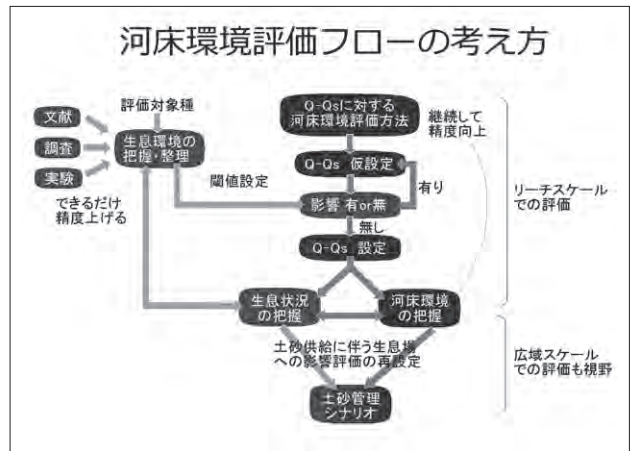 河床環境評価フローの考え方
文献
調査
実験
評価対象種
生息環境の
把握・整理
できるだけ
精度上げる
閾値設定
Q-Qsに対する
河床環境評価方法
継続して
精度向上
Q-Qs 仮設定
有り
影響 有or無
無し
Q-Qs 設定
リーチスケール
での評価
生息状況
の把握
河床環境
の把握
土砂供給に伴う生息場
への影響評価の再設定
広域スケール
での評価も視野
土砂管理
シナリオ